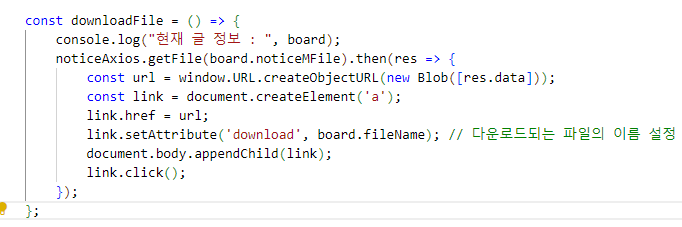 const downloadFile = () => {
    console.log("현재 글 정보 : ", board);
    noticeAxios.getFile(board.noticeMFile).then(res => {
        const url = window.URL.createObjectURL(new Blob([res.data]));
        const link = document.createElement('a');
        link.href = url;
        link.setAttribute('download', board.fileName); // 다운로드되는 파일의 이름 설정
        document.body.appendChild(link);
        link.click();
    });
};